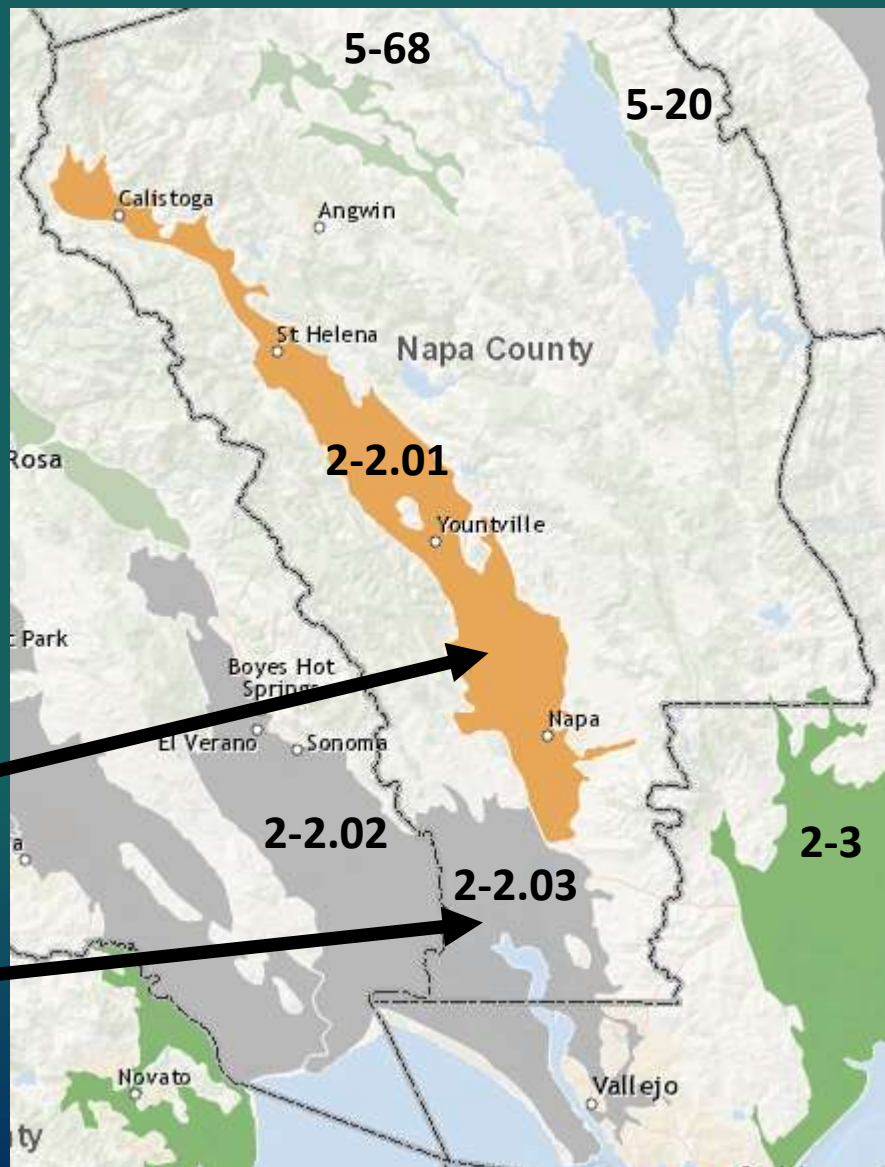 5-68
5-20
Calistoga
Angwin
St Helena
Napa County
Rosa
2-2.01
Yountville
Park
Boyes Hot
Springs
El Verano
Sonoma
Napa
2-2.02
2-3
2-2.03
a
Novato
Vallejo
ty